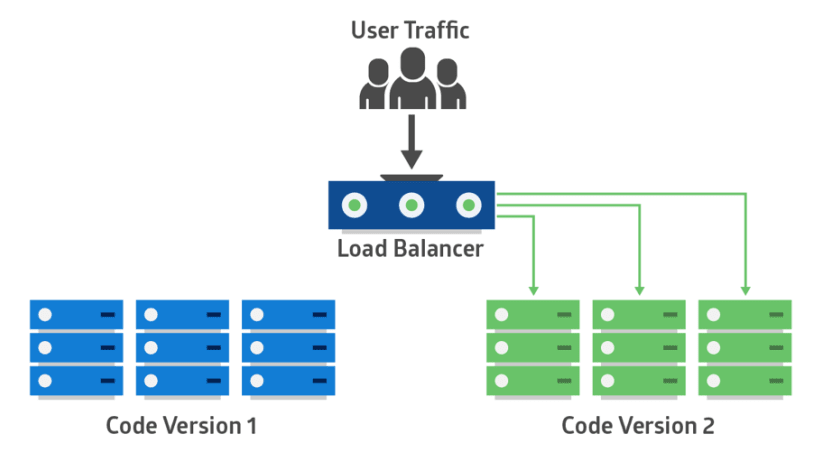 User Traffic
Load Balancer
Code Version 1
Code Version 2